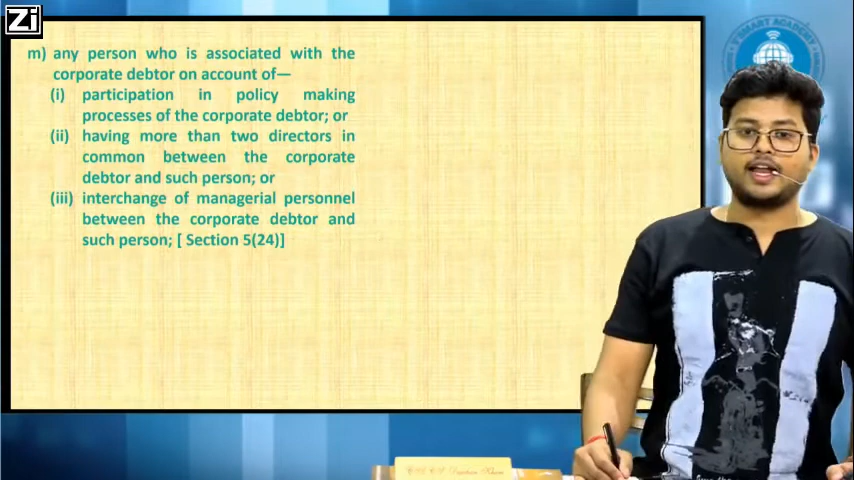 Zi
m) any person who is associated with the
corporate debtor on account of—
(i) participation in policy making
processes of the corporate debtor; or
(ii) having more than two directors in
common between the corporate
debtor and such person; or
(iii) interchange of managerial personnel
between the corporate debtor and
such person; [ Section 5(24)]
SMART ACADEMY